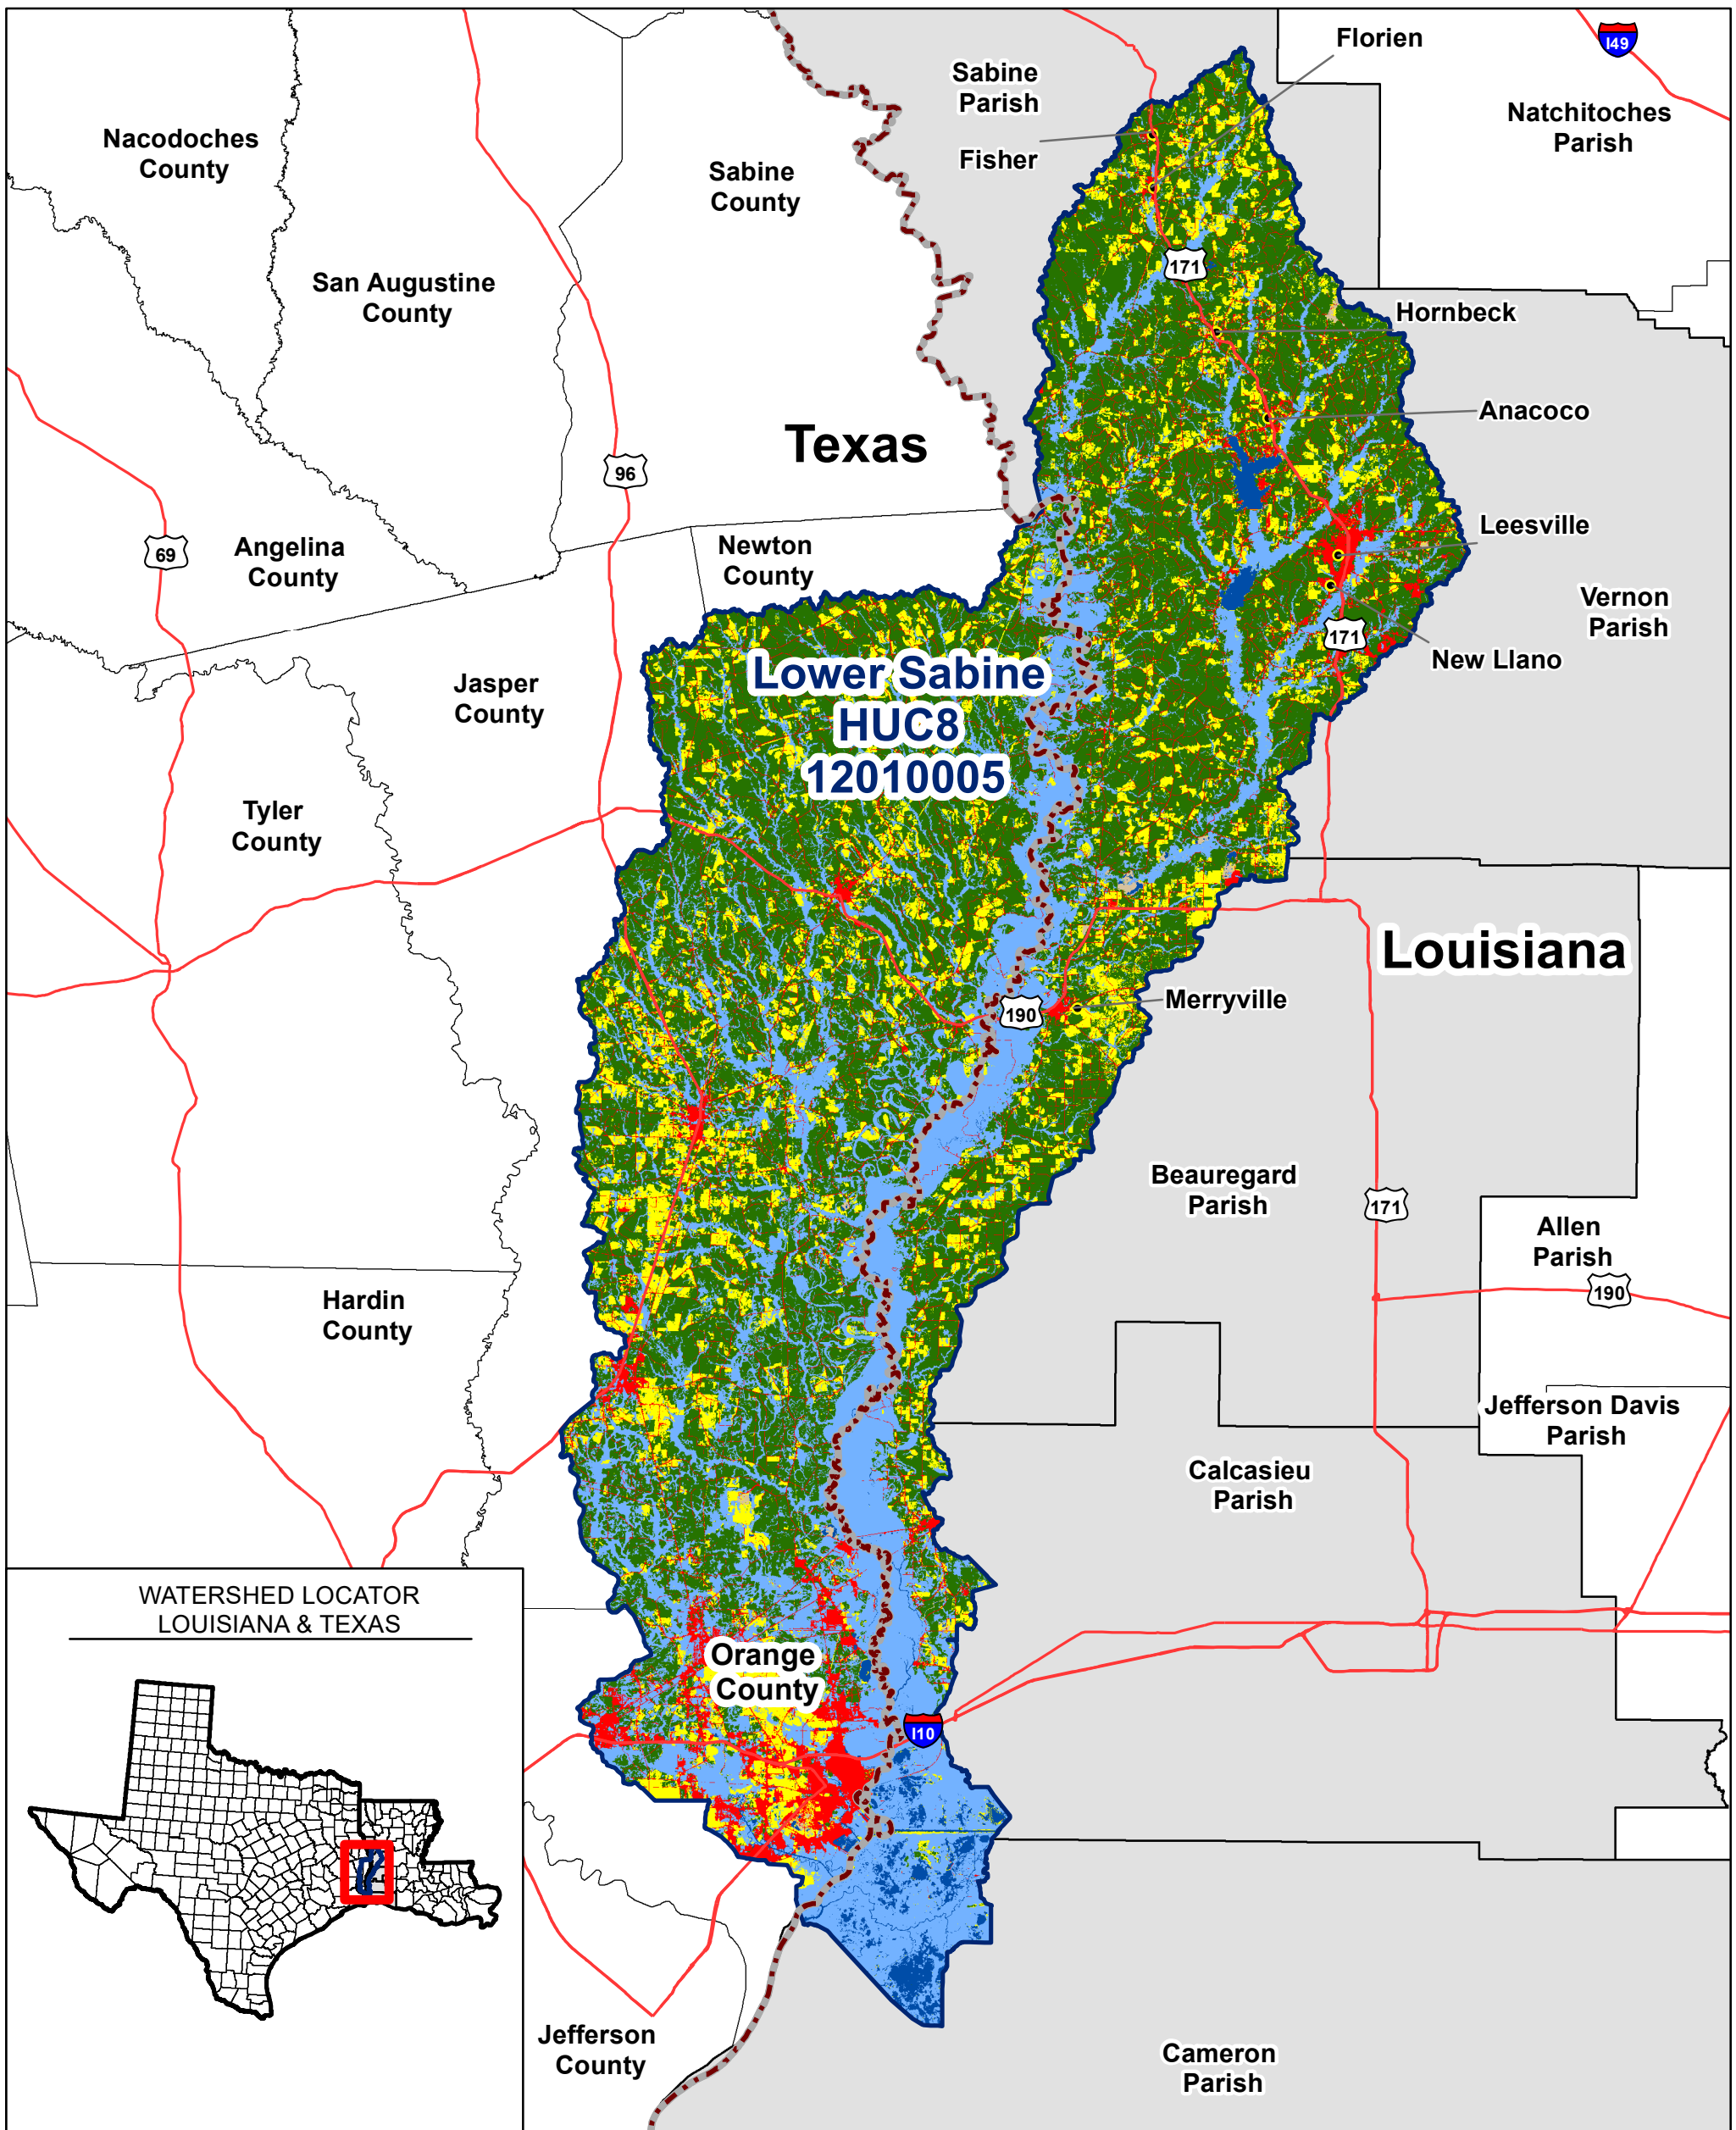 Florien
I49
Sabine
Parish
Natchitoches
Parish
Nacodoches
County
Fisher
Sabine
County
171
San Augustine
County
Hornbeck
Anacoco
Texas
96
Leesville
69
Angelina
County
Newton
County
Vernon
Parish
171
New Llano
Lower Sabine
HUC8
12010005
Jasper
County
Tyler
County
Louisiana
Merryville
190
Beauregard
Parish
171
Allen
Parish
190
Hardin
County
Jefferson Davis
Parish
Calcasieu
Parish
WATERSHED LOCATOR
LOUISIANA & TEXAS
Orange
County
I10
Jefferson
County
Cameron
Parish